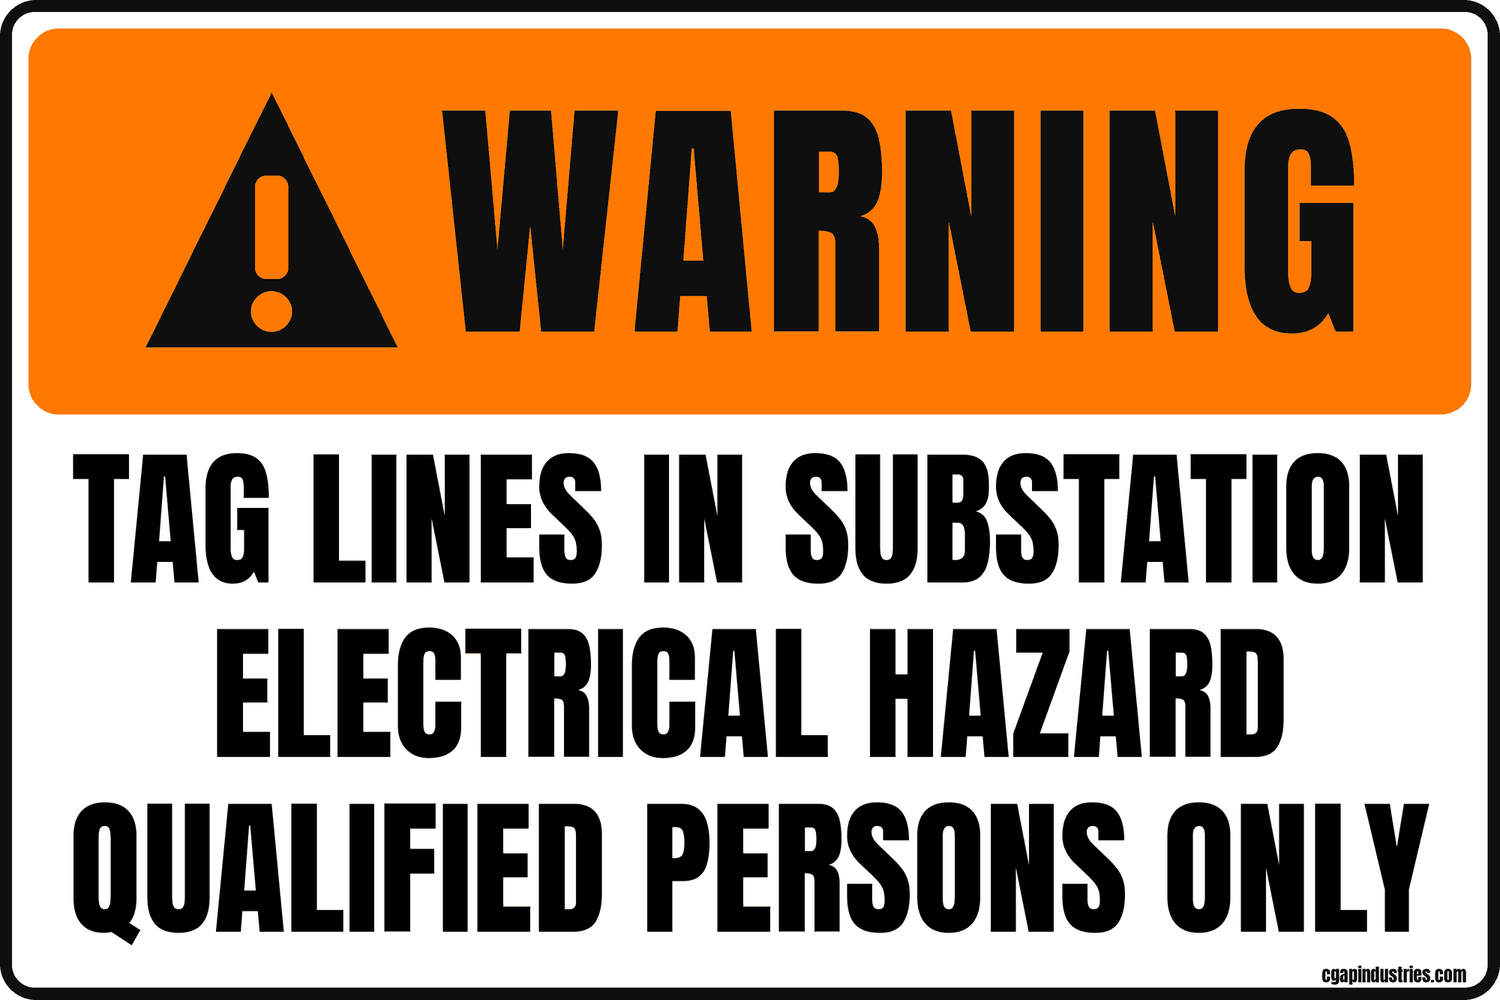 WARNING
TAG LINES IN SUBSTATION
ELECTRICAL HAZARD
QUALIFIED PERSONS ONLY
cgapindustries.com